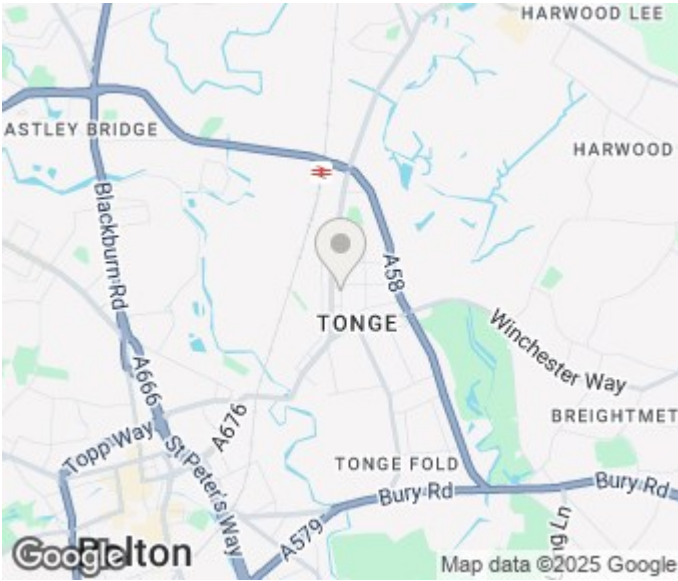 HARWOOD LEE
ASTLEY BRIDGE
HARWOOD
Blackburn Rd
A58
TONGE
Winchester Way
A666
BREIGHTMET
A676
Topp Way
St Peter's Way
TONGE FOLD
Bury Rd
Bury Rd
A579
Google
Map data ©2025 Google